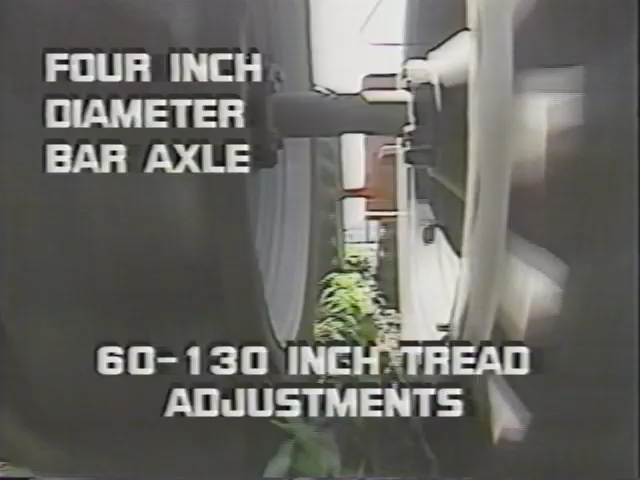 FOUR INCH
DIAMETER
BAR AXLE
60-130 INCH TREAD
ADJUSTMENTS